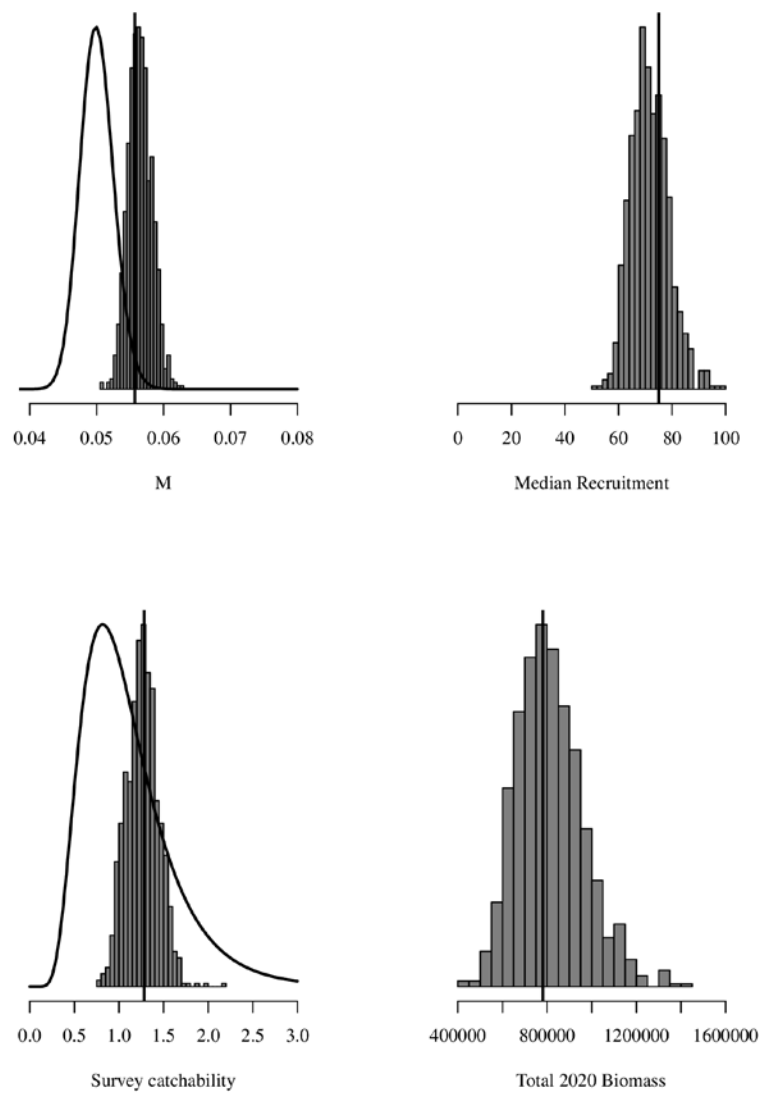 0.04 0.05 0.06 0.07 0.08
M
0 20 40 60 80 100
Median Recruitment
0.0 0.5 1.0 1.5 2.0 2.5 3.0
Survey catchability
400000 800000 1200000 1600000
Total 2020 Biomass